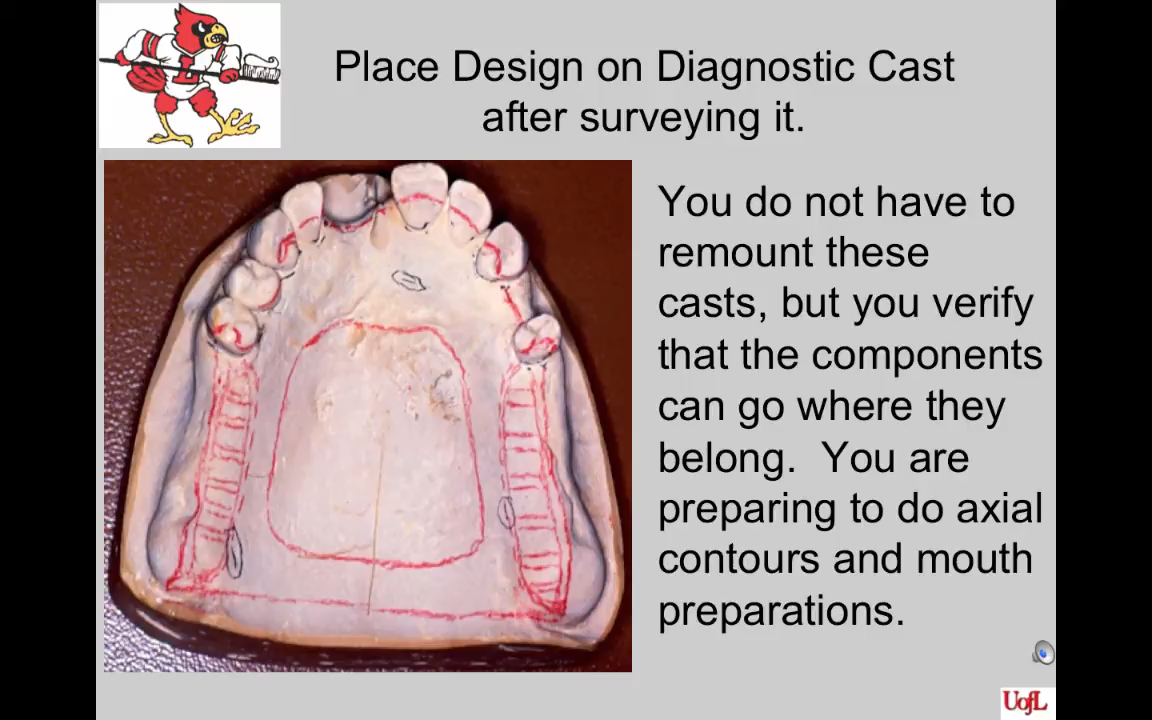 Place Design on Diagnostic Cast
after surveying it.
You do not have to
remount these
casts, but you verify
that the components
can go where they
belong.  You are
preparing to do axial
contours and mouth
preparations.
UofL